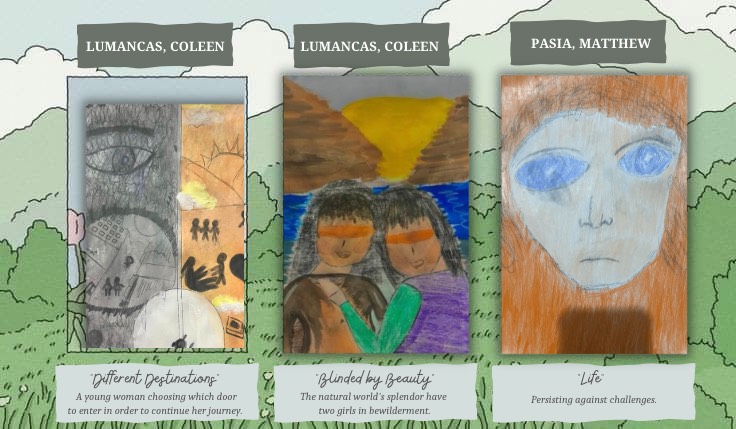 LUMANCAS, COLEEN
LUMANCAS, COLEEN
PASIA, MATTHEW
"Different Destinations"
A young woman choosing which door
to enter in order to continue her journey.
"Blinded by Beauty"
The natural world's splendor have
two girls in bewilderment.
"Life"
Persisting against challenges.